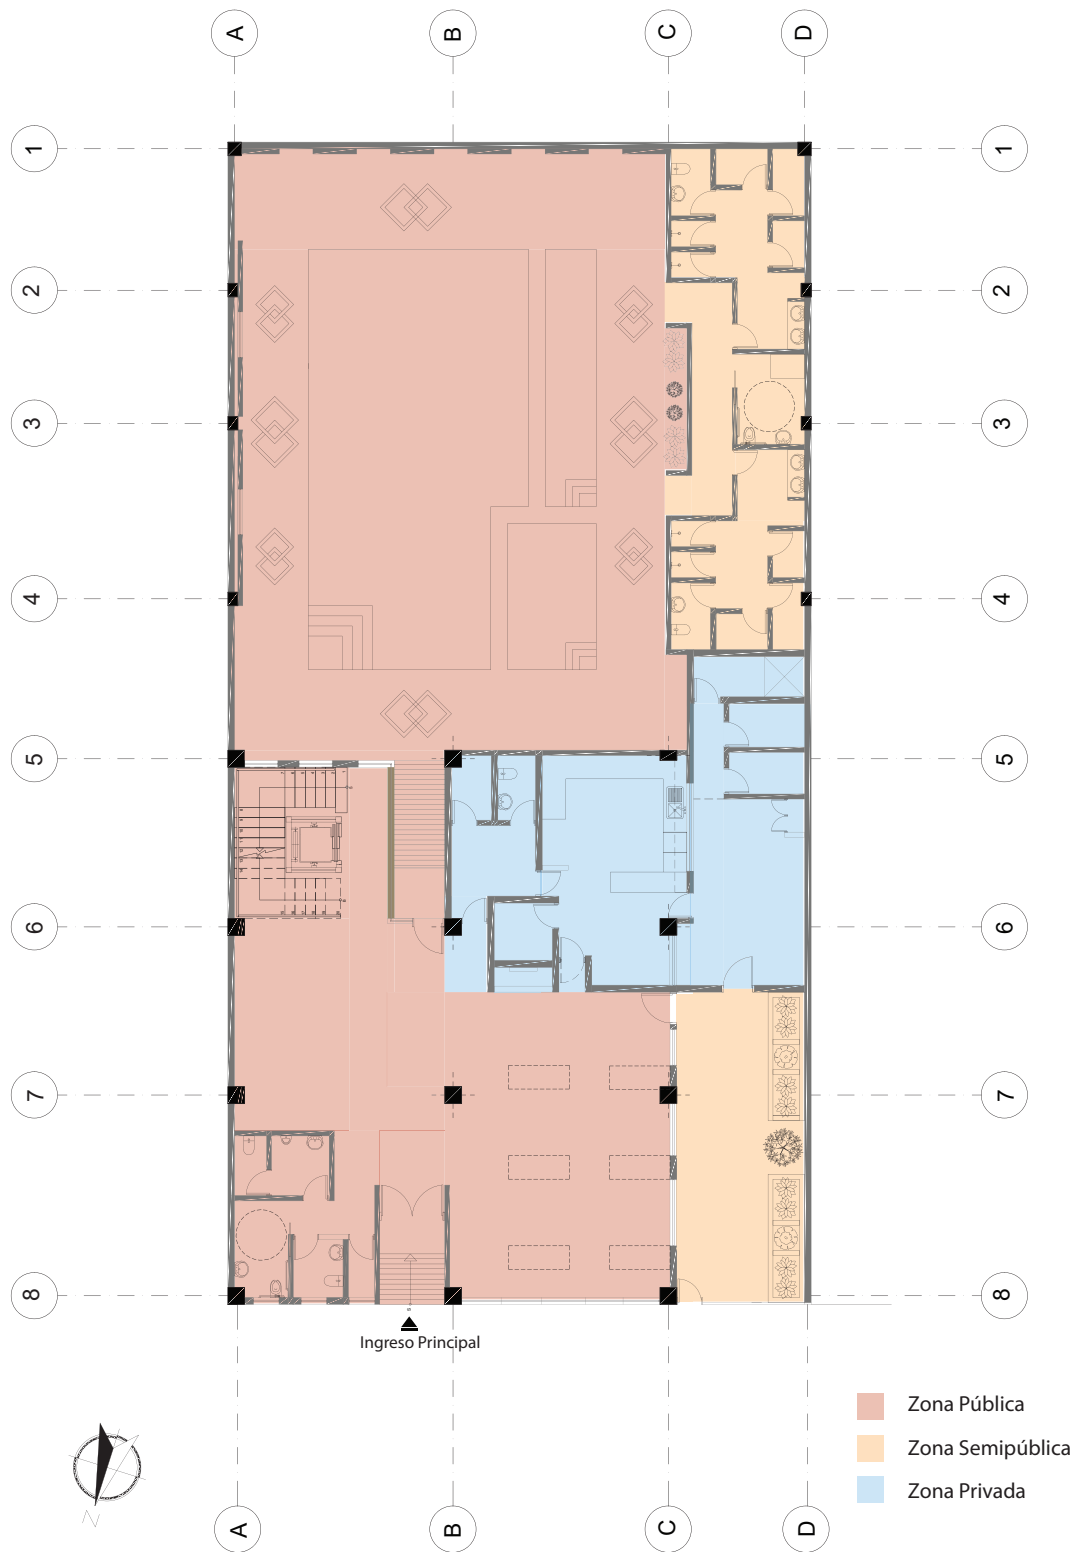 A B C D
1 1
2 2
3 3
4 4
5 5
6 6
7 7
8 8
Ingreso Principal
Zona Pública
Zona Semipública
Zona Privada
N
A B C D